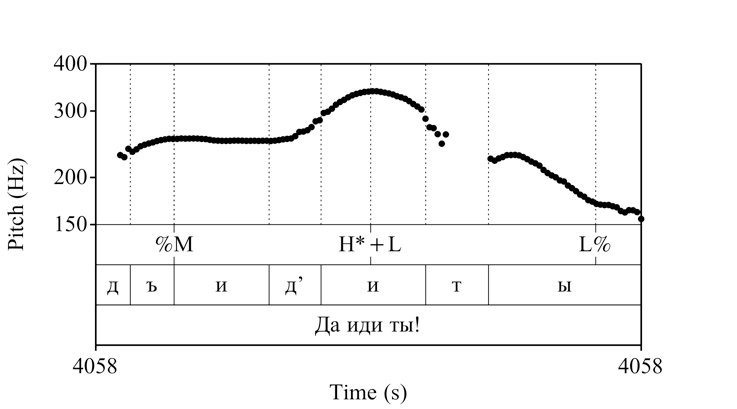 400
300
200
150
Pitch (Hz)
%M H* + L L%
д ъ и д’ и т ы
Да иди ты!
4058 4058
Time (s)